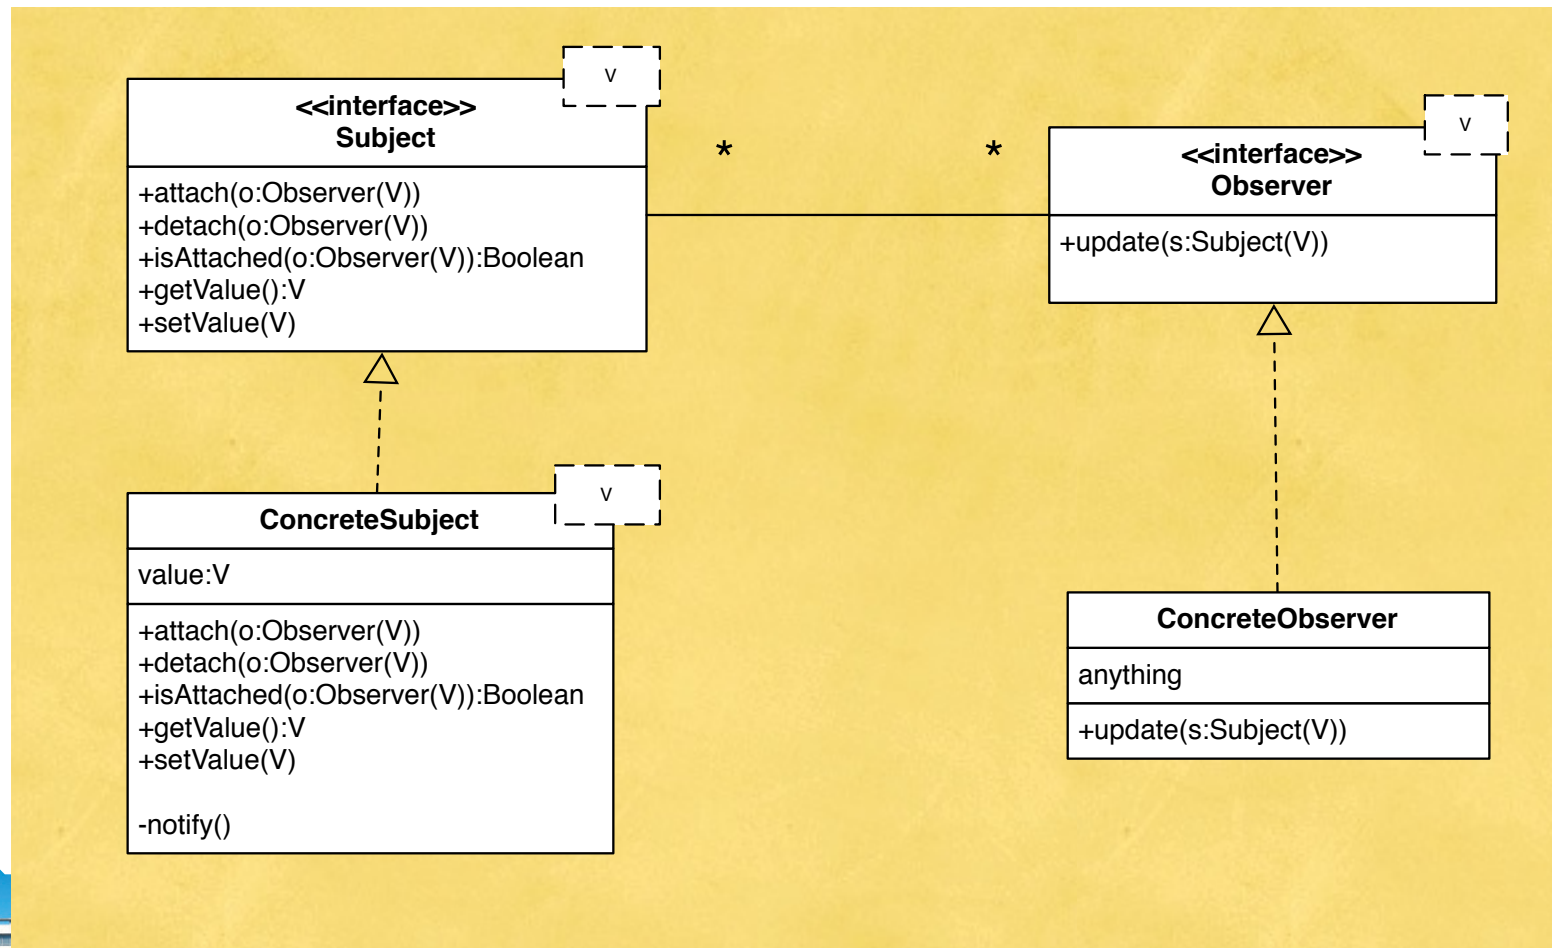 V
<<interface>>
Subject
+attach(o:Observer(V))
+detach(o:Observer(V))
+isAttached(o:Observer(V)):Boolean
+getValue():V
+setValue(V)
*
*
V
<<interface>>
Observer
+update(s:Subject(V))
V
ConcreteSubject
value:V
+attach(o:Observer(V))
+detach(o:Observer(V))
+isAttached(o:Observer(V)):Boolean
+getValue():V
+setValue(V)
-notify()
ConcreteObserver
anything
+update(s:Subject(V))